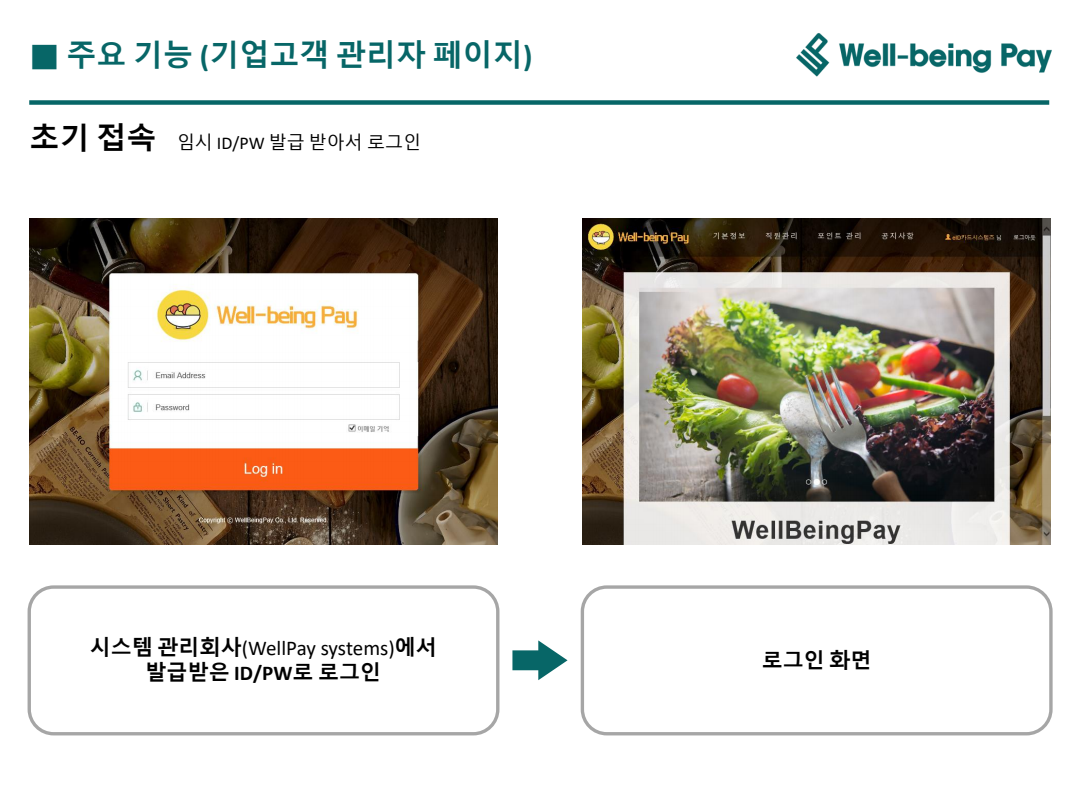 ■ 주요 기능 (기업고객 관리자 페이지)
Well-being Pay
초기 접속 임시 ID/PW 발급 받아서 로그인
Well-being Pay
Email Address
Password
이메일 기억
Log in
Copyright ⓒ WellBeingPay Co., Ltd. Reserved.
Well-being Pay 기본정보 직원관리 포인트 관리 공지사항 님 로그아웃
WellBeingPay
시스템 관리회사(WellPay systems)에서
발급받은 ID/PW로 로그인
로그인 화면